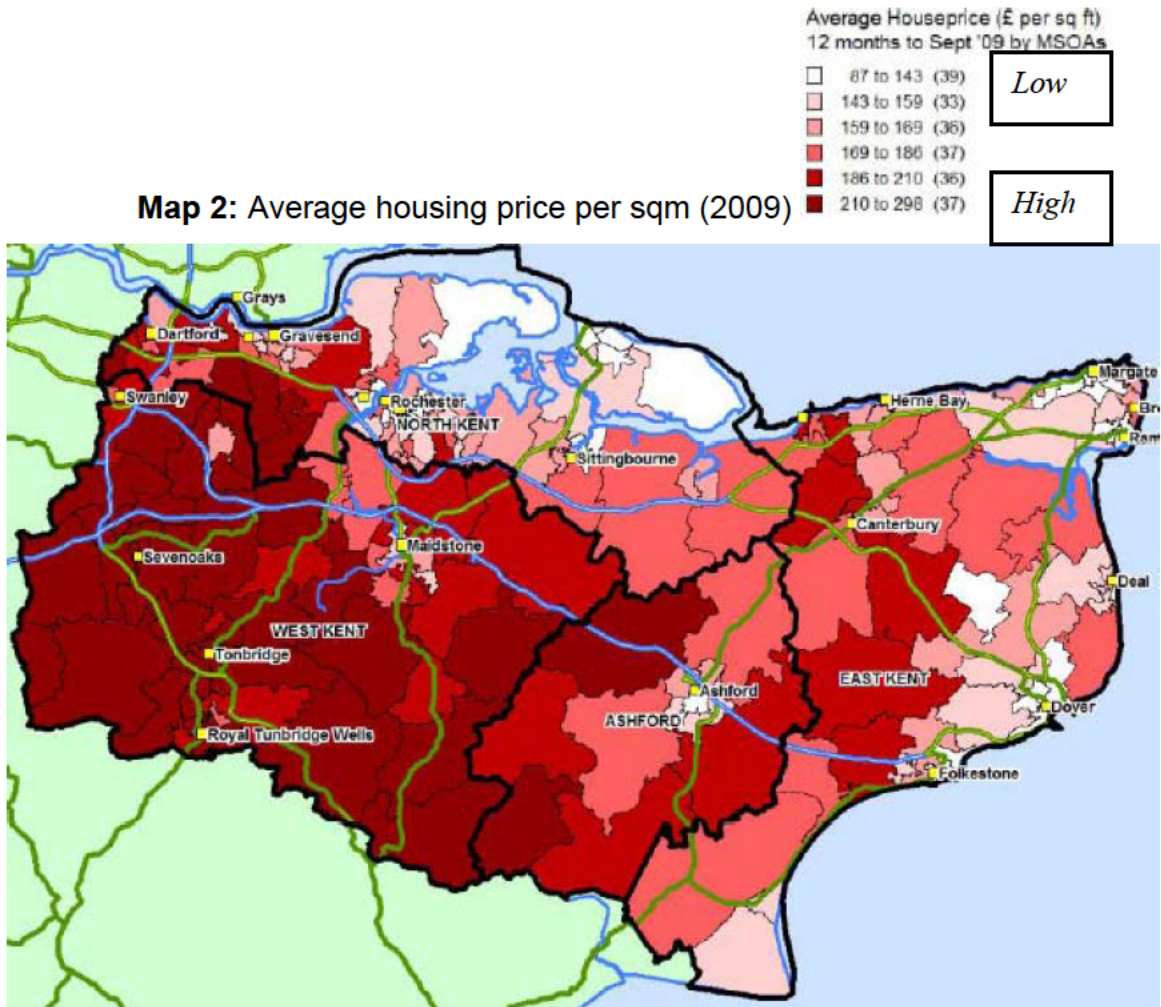 Average Houseprice (£ per sq ft)
12 months to Sept '09 by MSOAs
87 to 143 (39)
143 to 159 (33)
159 to 169 (36)
169 to 186 (37)
186 to 210 (36)
210 to 298 (37)
Low
High
Map 2: Average housing price per sqm (2009)
Grays
Dartford
Gravesend
Swanley
Rochester
NORTH KENT
Sittingbourne
Herne Bay
Margate
Bro
Ram
Canterbury
Sevenoaks
Maidstone
Deal
WEST KENT
Tonbridge
EAST KENT
Ashford
ASHFORD
Dover
Royal Tunbridge Wells
Folkestone